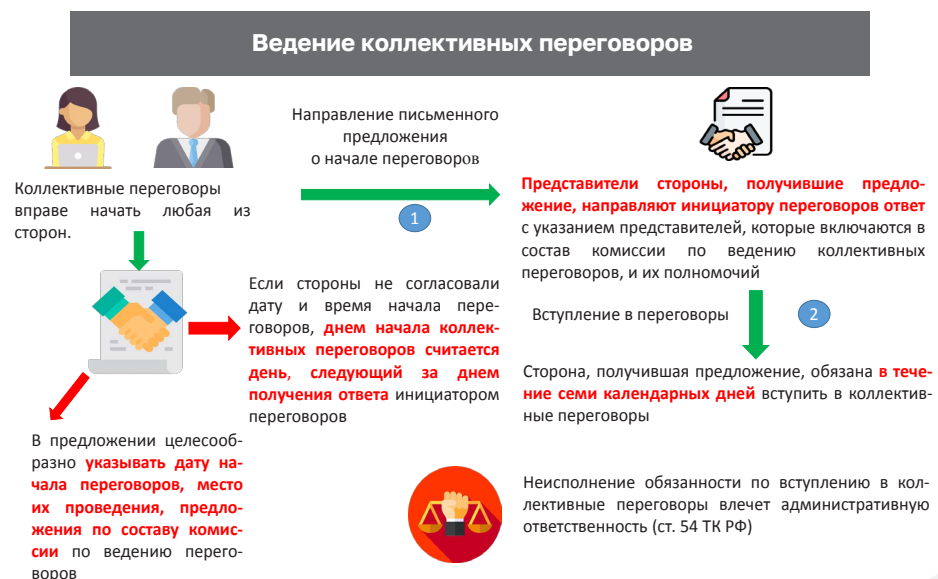 Ведение коллективных переговоров
Направление письменного
предложения
о начале переговоров
1
Коллективные переговоры
вправе начать любая из
сторон.
Представители стороны, получившие предло-
жение, направляют инициатору переговоров ответ
с указанием представителей, которые включаются в
состав комиссии по ведению коллективных
переговоров, и их полномочий
Если стороны не согласовали
дату и время начала пере-
говоров, днем начала коллек-
тивных переговоров считается
день, следующий за днем
получения ответа инициатором
переговоров
Вступление в переговоры
2
Сторона, получившая предложение, обязана в тече-
ние семи календарных дней вступить в коллектив-
ные переговоры
В предложении целесооб-
разно указывать дату на-
чала переговоров, место
их проведения, предло-
жения по составу комис-
сии по ведению перего-
воров
Неисполнение обязанности по вступлению в кол-
лективные переговоры влечет административную
ответственность (ст. 54 ТК РФ)